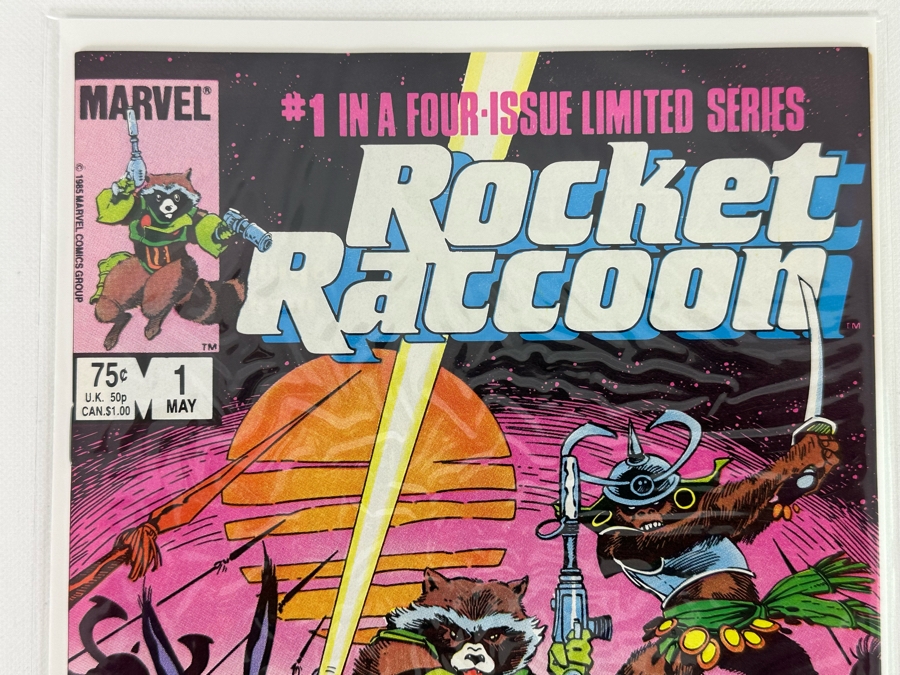 MARVEL®
#1 IN A FOUR-ISSUE LIMITED SERIES
Rocket
Raccoon
TM
© 1985 MARVEL COMICS GROUP
TM
75¢
U.K. 50p
CAN.$1.00
M
1
MAY